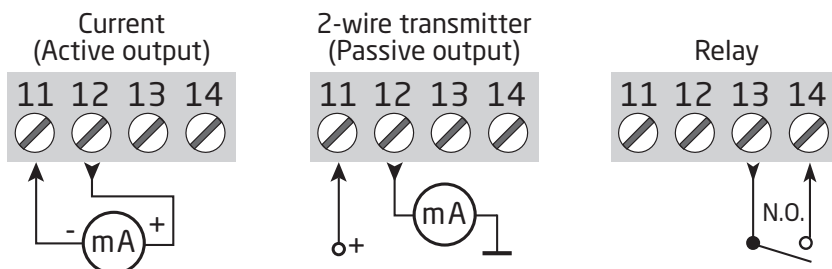 Current
(Active output)
11 12 13 14
- mA +
2-wire transmitter
(Passive output)
11 12 13 14
mA
+
Relay
11 12 13 14
N.O.